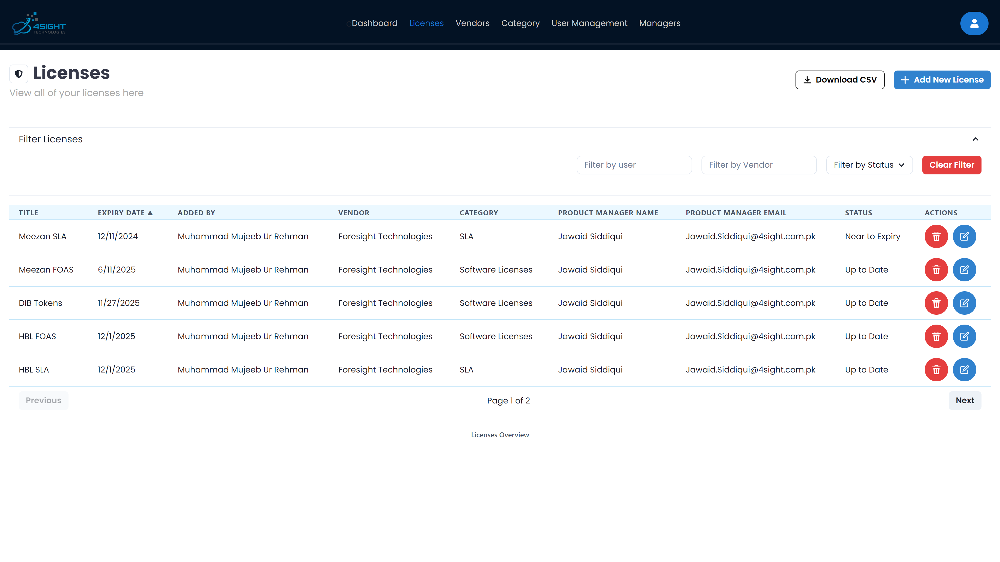 4SIGHT
TECHNOLOGIES
eDashboard Licenses Vendors Category User Management Managers
Licenses
View all of your licenses here
Download CSV
Add New License
Filter Licenses
Filter by user Filter by Vendor Filter by Status Clear Filter
TITLE EXPIRY DATE ▲ ADDED BY VENDOR CATEGORY PRODUCT MANAGER NAME PRODUCT MANAGER EMAIL STATUS ACTIONS
Meezan SLA 12/11/2024 Muhammad Mujeeb Ur Rehman Foresight Technologies SLA Jawaid Siddiqui Jawaid.Siddiqui@4sight.com.pk Near to Expiry
Meezan FOAS 6/11/2025 Muhammad Mujeeb Ur Rehman Foresight Technologies Software Licenses Jawaid Siddiqui Jawaid.Siddiqui@4sight.com.pk Up to Date
DIB Tokens 11/27/2025 Muhammad Mujeeb Ur Rehman Foresight Technologies Software Licenses Jawaid Siddiqui Jawaid.Siddiqui@4sight.com.pk Up to Date
HBL FOAS 12/1/2025 Muhammad Mujeeb Ur Rehman Foresight Technologies Software Licenses Jawaid Siddiqui Jawaid.Siddiqui@4sight.com.pk Up to Date
HBL SLA 12/1/2025 Muhammad Mujeeb Ur Rehman Foresight Technologies SLA Jawaid Siddiqui Jawaid.Siddiqui@4sight.com.pk Up to Date
Previous Page 1 of 2 Next
Licenses Overview